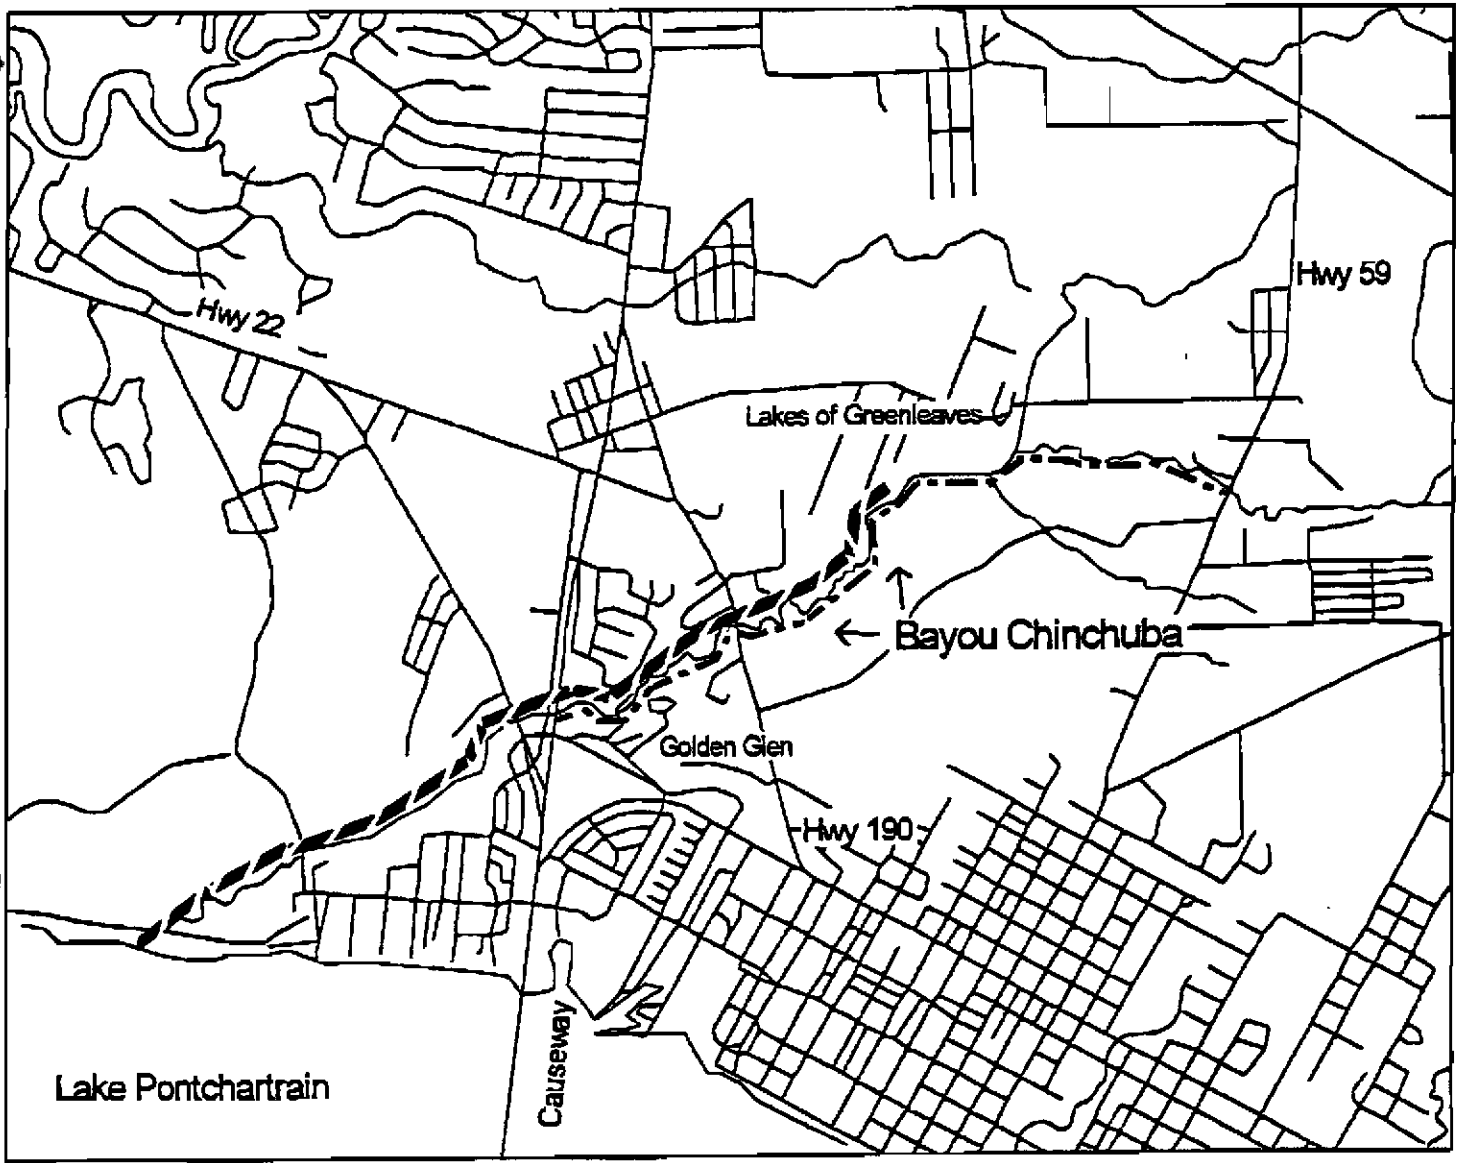 Hwy 59
Hwy 22
Lakes of Greenleaves
Bayou Chinchuba
Golden Glen
Hwy 190
Causeway
Lake Pontchartrain